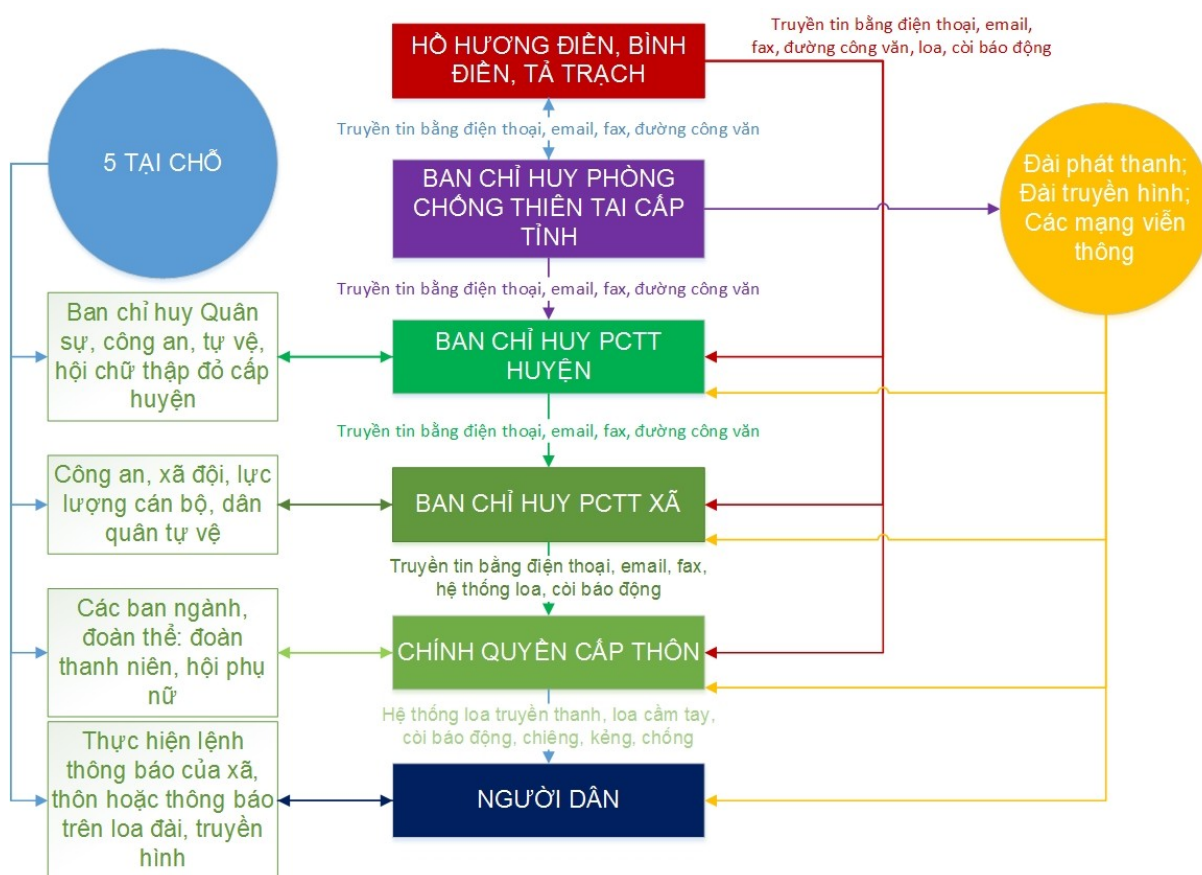 HỒ HƯƠNG ĐIỀN, BÌNH
ĐIỀN, TẢ TRẠCH
Truyền tin bằng điện thoại, email,
fax, đường công văn, loa, còi báo động
Truyền tin bằng điện thoại, email, fax, đường công văn
5 TẠI CHỖ
BAN CHỈ HUY PHÒNG
CHỐNG THIÊN TAI CẤP
TỈNH
Đài phát thanh;
Đài truyền hình;
Các mạng viễn
thông
Truyền tin bằng điện thoại, email, fax, đường công văn
Ban chỉ huy Quân
sự, công an, tự vệ,
hội chữ thập đỏ cấp
huyện
BAN CHỈ HUY PCTT
HUYỆN
Truyền tin bằng điện thoại, email, fax, đường công văn
Công an, xã đội, lực
lượng cán bộ, dân
quân tự vệ
BAN CHỈ HUY PCTT XÃ
Truyền tin bằng điện thoại, email, fax,
hệ thống loa, còi báo động
Các ban ngành,
đoàn thể: đoàn
thanh niên, hội phụ
nữ
CHÍNH QUYỀN CẤP THÔN
Hệ thống loa truyền thanh, loa cầm tay,
còi báo động, chiêng, kẻng, chống
Thực hiện lệnh
thông báo của xã,
thôn hoặc thông báo
trên loa đài, truyền
hình
NGƯỜI DÂN